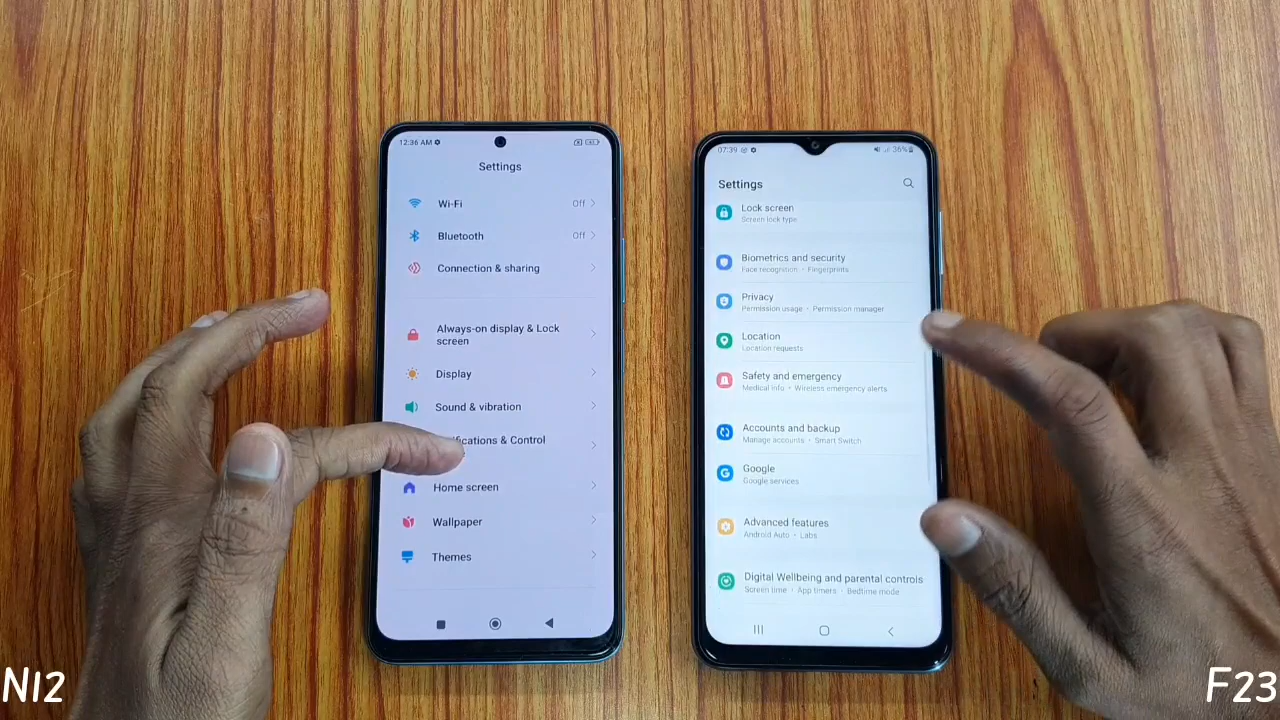 12:36 AM
Settings
Wi-Fi Off
Bluetooth Off
Connection & sharing
Always-on display & Lock
screen
Display
Sound & vibration
& Control
Home screen
Wallpaper
Themes
07:39 36%
Settings
Lock screen
Screen lock type
Biometrics and security
Face recognition • Fingerprints
Privacy
Permission usage • Permission manager
Location
Location requests
Safety and emergency
Medical info • Wireless emergency alerts
Accounts and backup
Manage accounts • Smart Switch
Google
Google services
Advanced features
Android Auto • Labs
Digital Wellbeing and parental controls
Screen time • App timers • Bedtime mode
N12
F23